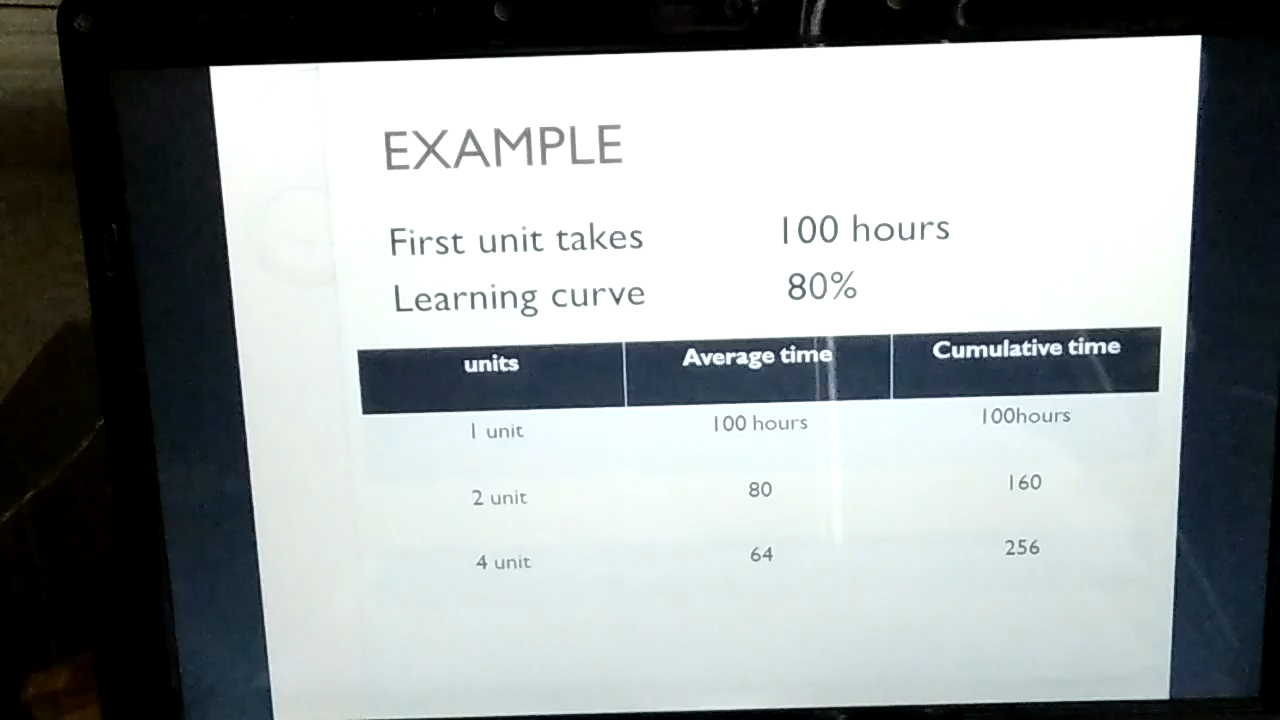 EXAMPLE
First unit takes 100 hours
Learning curve 80%
units Average time Cumulative time
1 unit 100 hours 100hours
2 unit 80 160
4 unit 64 256